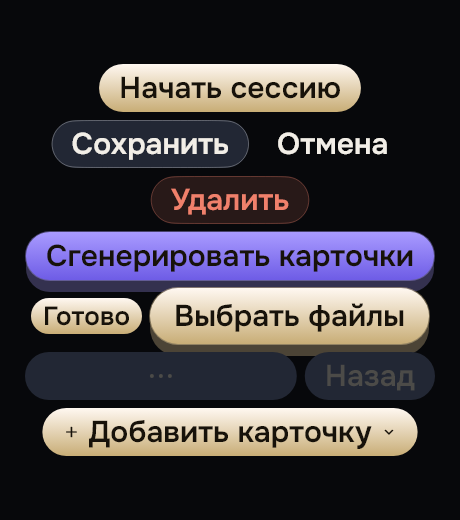 Начать сессию
Сохранить Отмена
Удалить
Сгенерировать карточки
Готово Выбрать файлы
... Назад
+ Добавить карточку